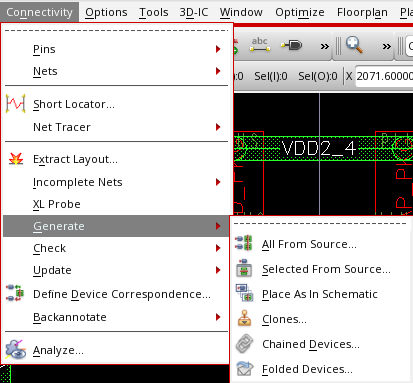 Connectivity Options Tools 3D-IC Window Optimize Floorplan
abc
» »
):0 Sel(I):0 Sel(O):0 X 2071.6000
Pins
Nets
Short Locator...
Net Tracer
Extract Layout...
Incomplete Nets
XL Probe
Generate
Check
Update
Define Device Correspondence...
Backannotate
Analyze...
VDD2_4
All From Source...
Selected From Source...
Place As In Schematic
Clones...
Chained Devices...
Folded Devices...